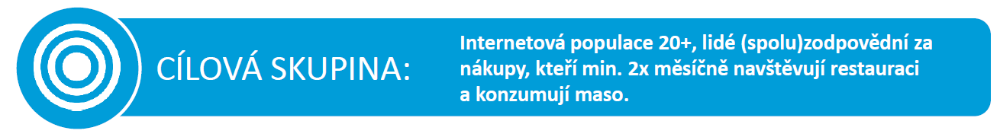 CÍLOVÁ SKUPINA:
Internetová populace 20+, lidé (spolu)zodpovědní za
nákupy, kteří min. 2x měsíčně navštěvují restauraci
a konzumují maso.